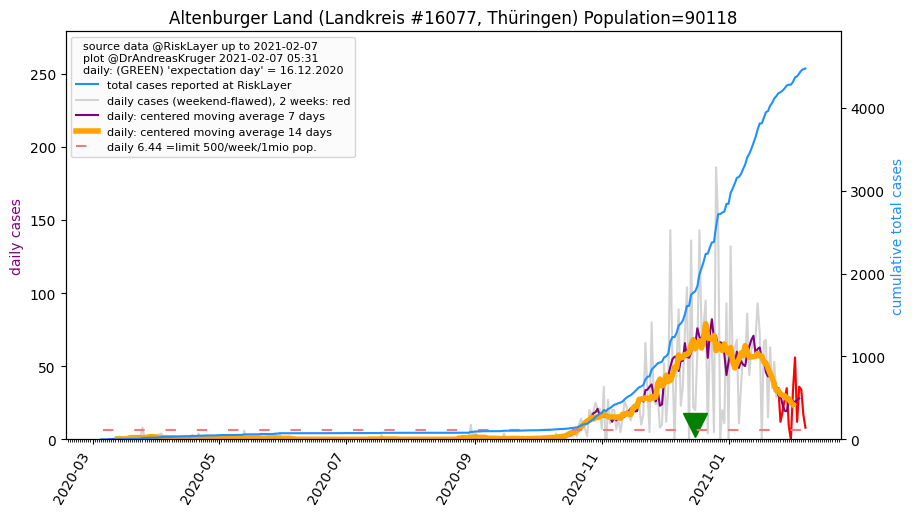 Altenburger Land (Landkreis #16077, Thüringen) Population=90118
source data @RiskLayer up to 2021-02-07
plot @DrAndreasKruger 2021-02-07 05:31
daily: (GREEN) 'expectation day' = 16.12.2020
total cases reported at RiskLayer
daily cases (weekend-flawed), 2 weeks: red
daily: centered moving average 7 days
daily: centered moving average 14 days
daily 6.44 =limit 500/week/1mio pop.
daily cases
250
200
150
100
50
0
cumulative total cases
4000
3000
2000
1000
0
2020-03
2020-05
2020-07
2020-09
2020-11
2021-01